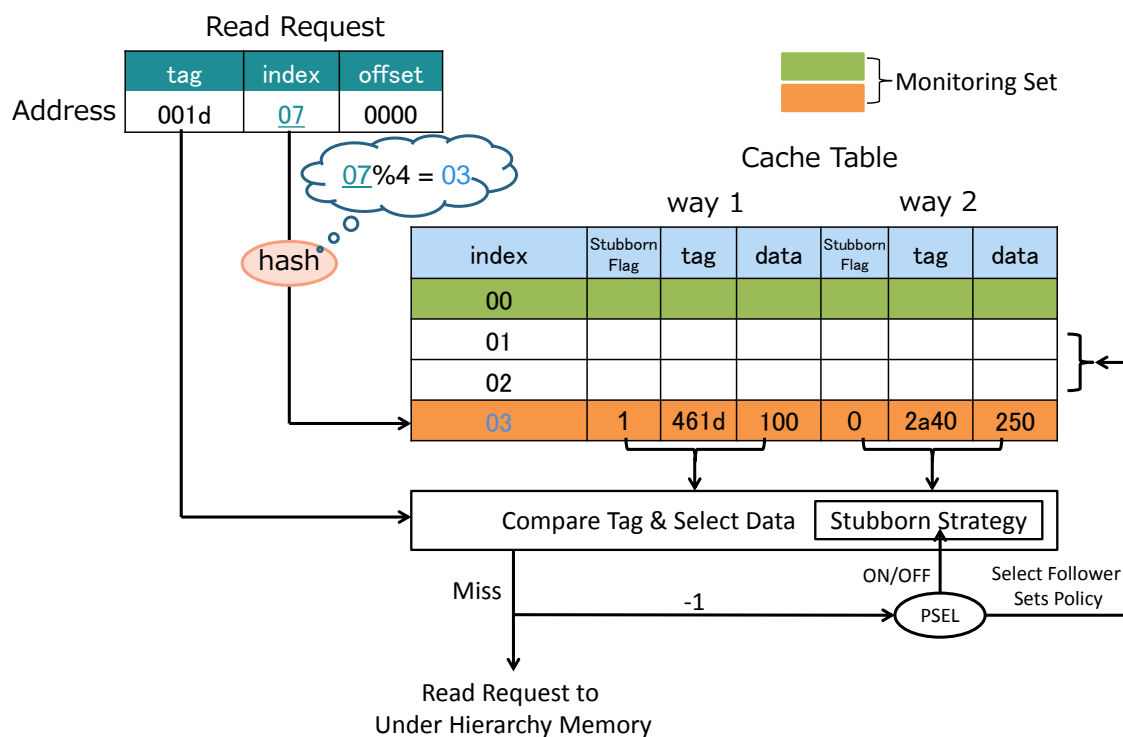 Read Request
tag index offset
Address 001d 07 0000
Monitoring Set
07%4 = 03
hash
Cache Table
way 1 way 2
index Stubborn Flag tag data Stubborn Flag tag data
00
01
02
03 1 461d 100 0 2a40 250
Compare Tag & Select Data Stubborn Strategy
Miss
-1
ON/OFF
PSEL
Select Follower
Sets Policy
Read Request to
Under Hierarchy Memory